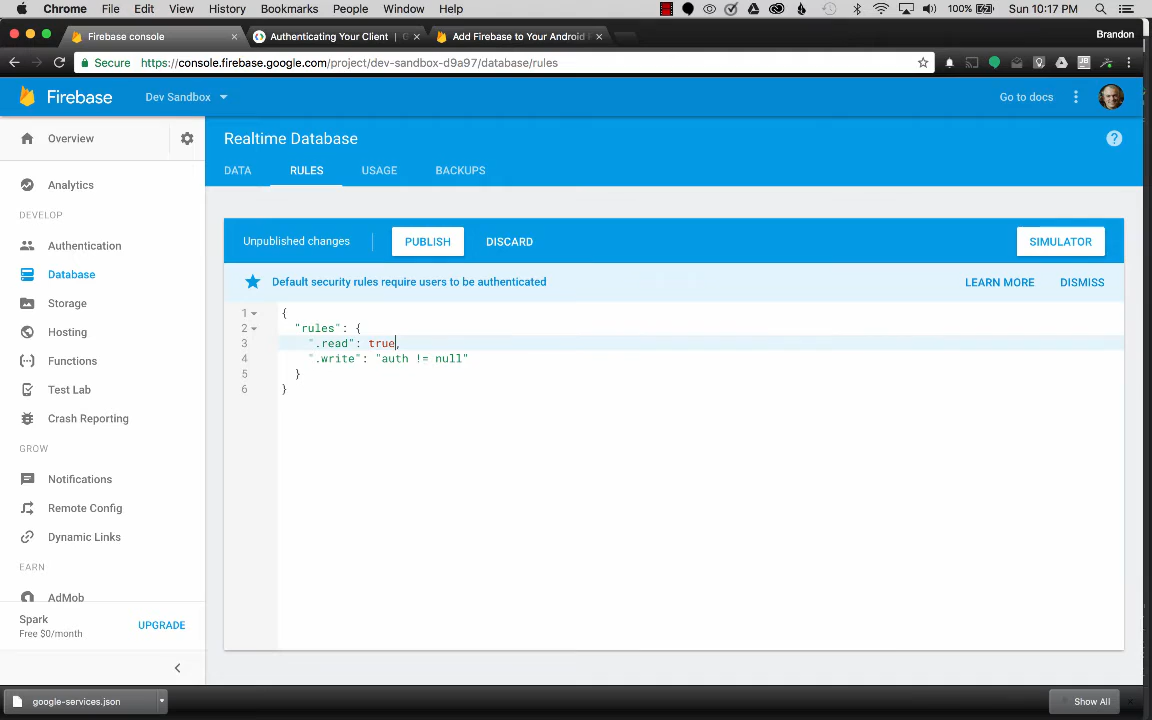 Chrome File Edit View History Bookmarks People Window Help 100% Sun 10:17 PM
Firebase console × Authenticating Your Client | G × Add Firebase to Your Android P × Brandon
Secure https://console.firebase.google.com/project/dev-sandbox-d9a97/database/rules
Firebase Dev Sandbox Go to docs
Overview
Realtime Database
DATA RULES USAGE BACKUPS
Analytics
DEVELOP
Authentication
Database
Storage
Hosting
Functions
Test Lab
Crash Reporting
GROW
Notifications
Remote Config
Dynamic Links
EARN
AdMob
Spark
Free $0/month
UPGRADE
Unpublished changes PUBLISH DISCARD SIMULATOR
Default security rules require users to be authenticated LEARN MORE DISMISS
1 {
2 "rules": {
3 ".read": true,
4 ".write": "auth != null"
5 }
6 }
google-services.json Show All